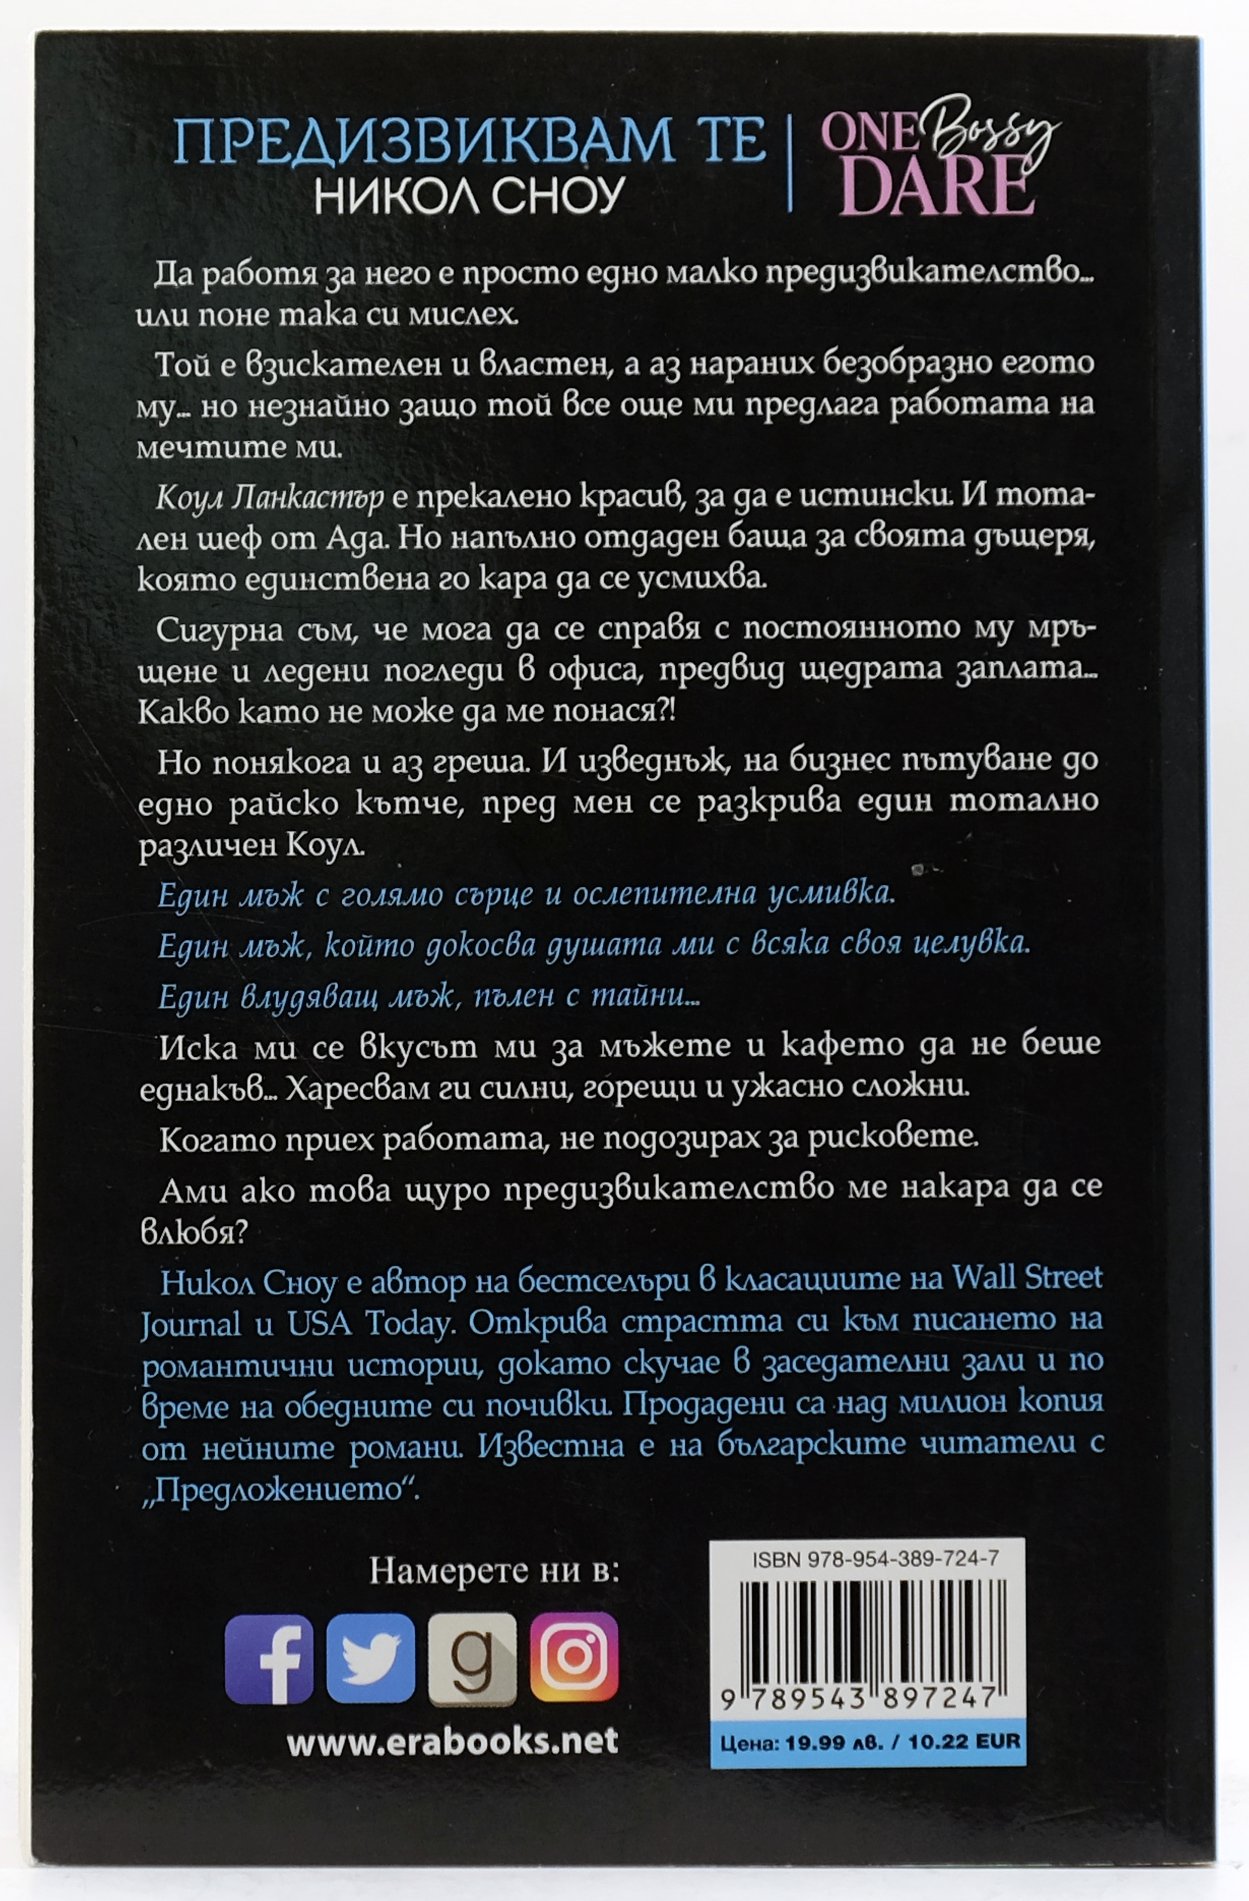 ПРЕДИЗВИКВАМ ТЕ
НИКОЛ СНОУ
ONE Bossy
DARE
Да работя за него е просто едно малко предизвикателство...
или поне така си мислех.
Той е взискателен и властен, а аз нараних безобразно егото
му... но незнайно защо той все още ми предлага работата на
мечтите ми.
Коул Ланкастър е прекалено красив, за да е истински. И тота-
лен шеф от Ада. Но напълно отдаден баща за своята дъщеря,
която единствена го кара да се усмихва.
Сигурна съм, че мога да се справя с постоянното му мръ-
щене и ледени погледи в офиса, предвид щедрата заплата...
Какво като не може да ме понася?!
Но понякога и аз греша. И изведнъж, на бизнес пътуване до
едно райско кътче, пред мен се разкрива един тотално
различен Коул.
Един мъж с голямо сърце и ослепителна усмивка.
Един мъж, който докосва душата ми с всяка своя целувка.
Един влудяващ мъж, пълен с тайни...
Иска ми се вкусът ми за мъжете и кафето да не беше
еднакъв... Харесвам ги силни, горещи и ужасно сложни.
Когато приех работата, не подозирах за рисковете.
Ами ако това щуро предизвикателство ме накара да се
влюбя?
Никол Сноу е автор на бестселъри в класациите на Wall Street
Journal и USA Today. Открива страстта си към писането на
романтични истории, докато скучае в заседателни зали и по
време на обедните си почивки. Продадени са над милион копия
от нейните романи. Известна е на българските читатели с
„Предложението“.
Намерете ни в:
www.erabooks.net
ISBN 978-954-389-724-7
9 789543 897247
Цена: 19.99 лв. / 10.22 EUR